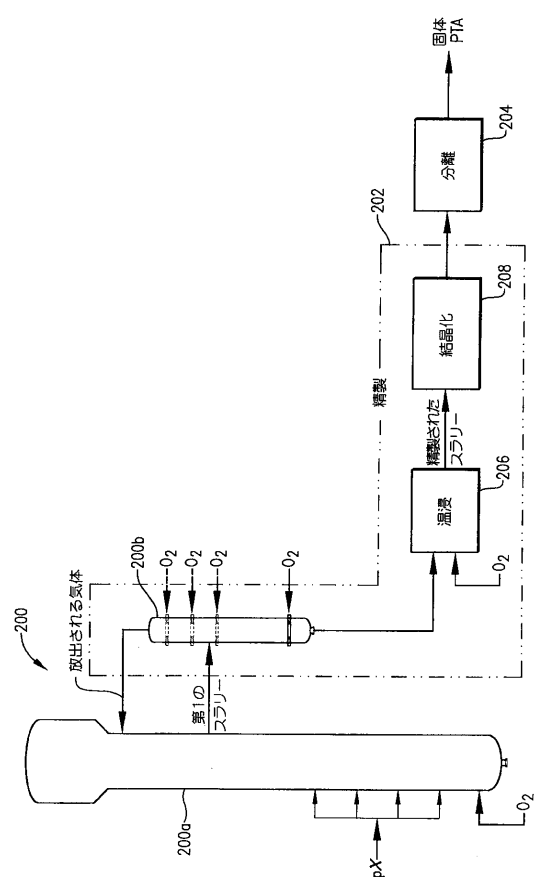 200
放出される気体
200b
O₂
O₂
O₂
O₂
第1の
スラリー
200a
pX
O₂
精製
202
温浸
206
O₂
精製された
スラリー
結晶化
208
分離
204
固体
PTA